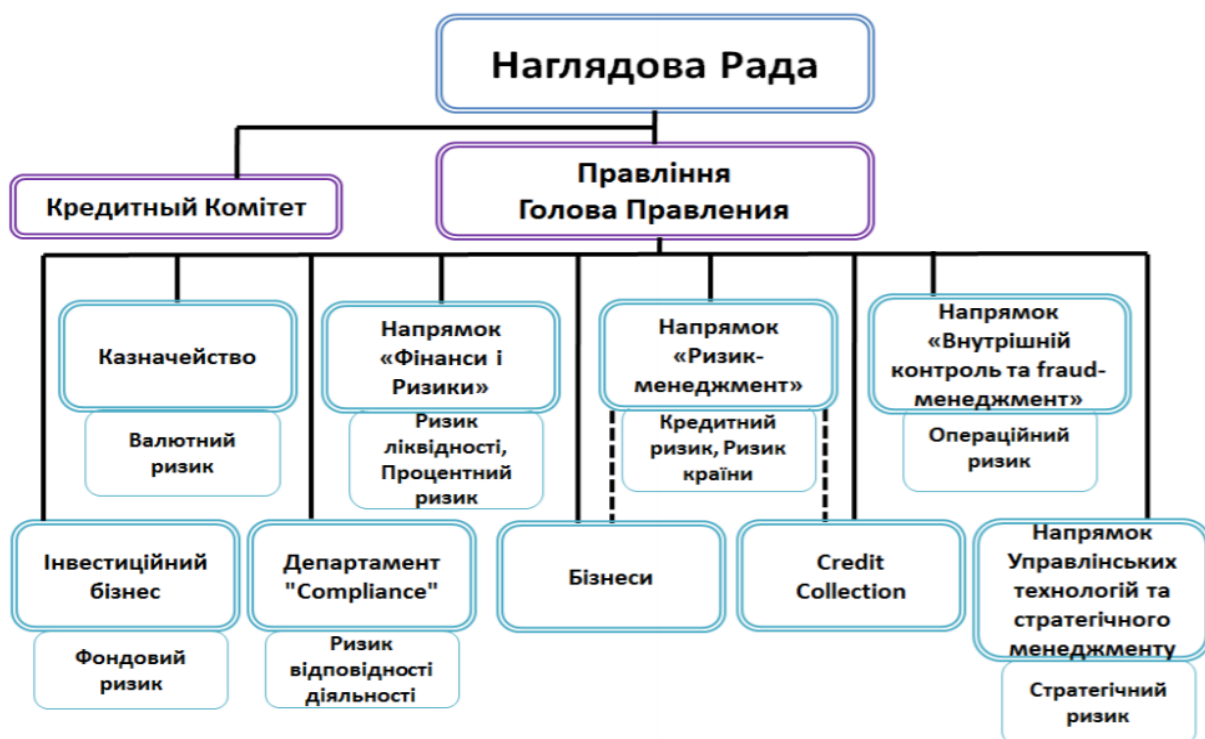 Наглядова Рада
Правління
Голова Правления
Кредитный Комітет
Казначейство
Валютний
ризик
Напрямок
«Фінанси і
Ризики»
Ризик
ліквідності,
Процентний
ризик
Напрямок
«Ризик-
менеджмент»
Кредитний
ризик, Ризик
країни
Напрямок
«Внутрішній
контроль та fraud-
менеджмент»
Операційний
ризик
Інвестиційний
бізнес
Фондовий
ризик
Департамент
"Compliance"
Ризик
відповідності
діяльності
Бізнеси
Credit
Collection
Напрямок
Управлінських
технологій та
стратегічного
менеджменту
Стратегічний
ризик